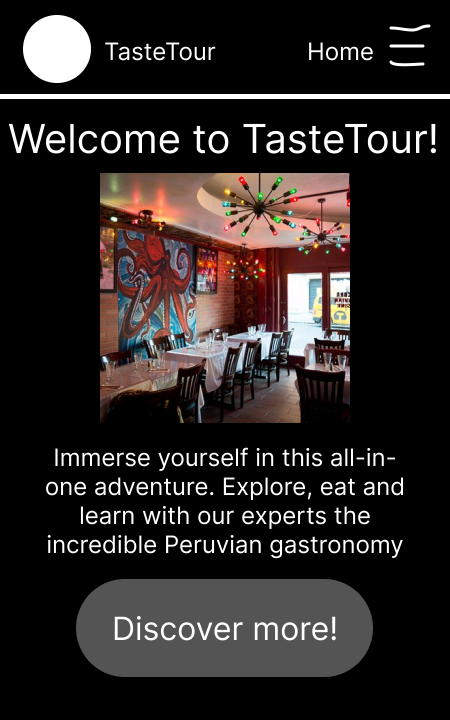 TasteTour Home
Welcome to TasteTour!
Immerse yourself in this all-in-
one adventure. Explore, eat and
learn with our experts the
incredible Peruvian gastronomy
Discover more!